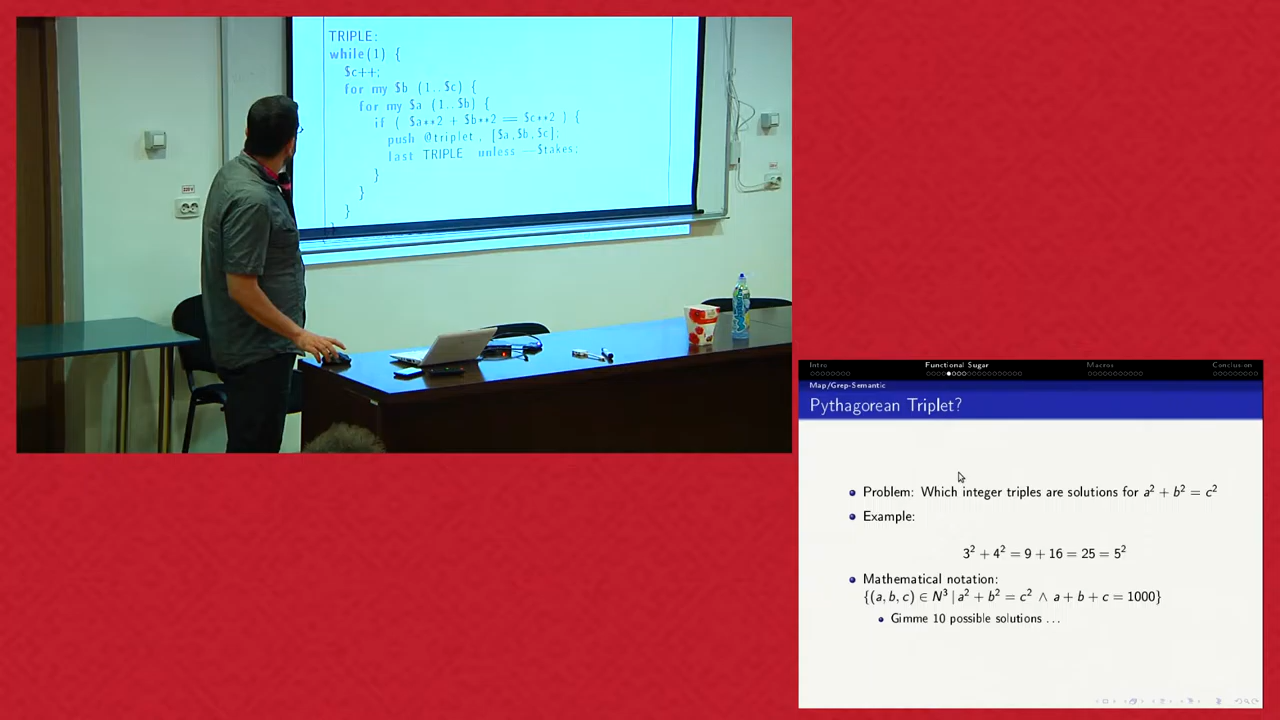 TRIPLE:
while(1) {
$c++;
for my $b (1..$c) {
for my $a (1..$b) {
if ( $a**2 + $b**2 == $c**2 ) {
push @triplet , [$a,$b,$c];
last TRIPLE unless --$takes;
}
}
}
}
Intro
Functional Sugar
Macros
Conclusion
Map/Grep-Semantic
Pythagorean Triplet?
Problem: Which integer triples are solutions for a² + b² = c²
Example:
3² + 4² = 9 + 16 = 25 = 5²
Mathematical notation:
{(a, b, c) ∈ N³ | a² + b² = c² ∧ a + b + c = 1000}
Gimme 10 possible solutions ...